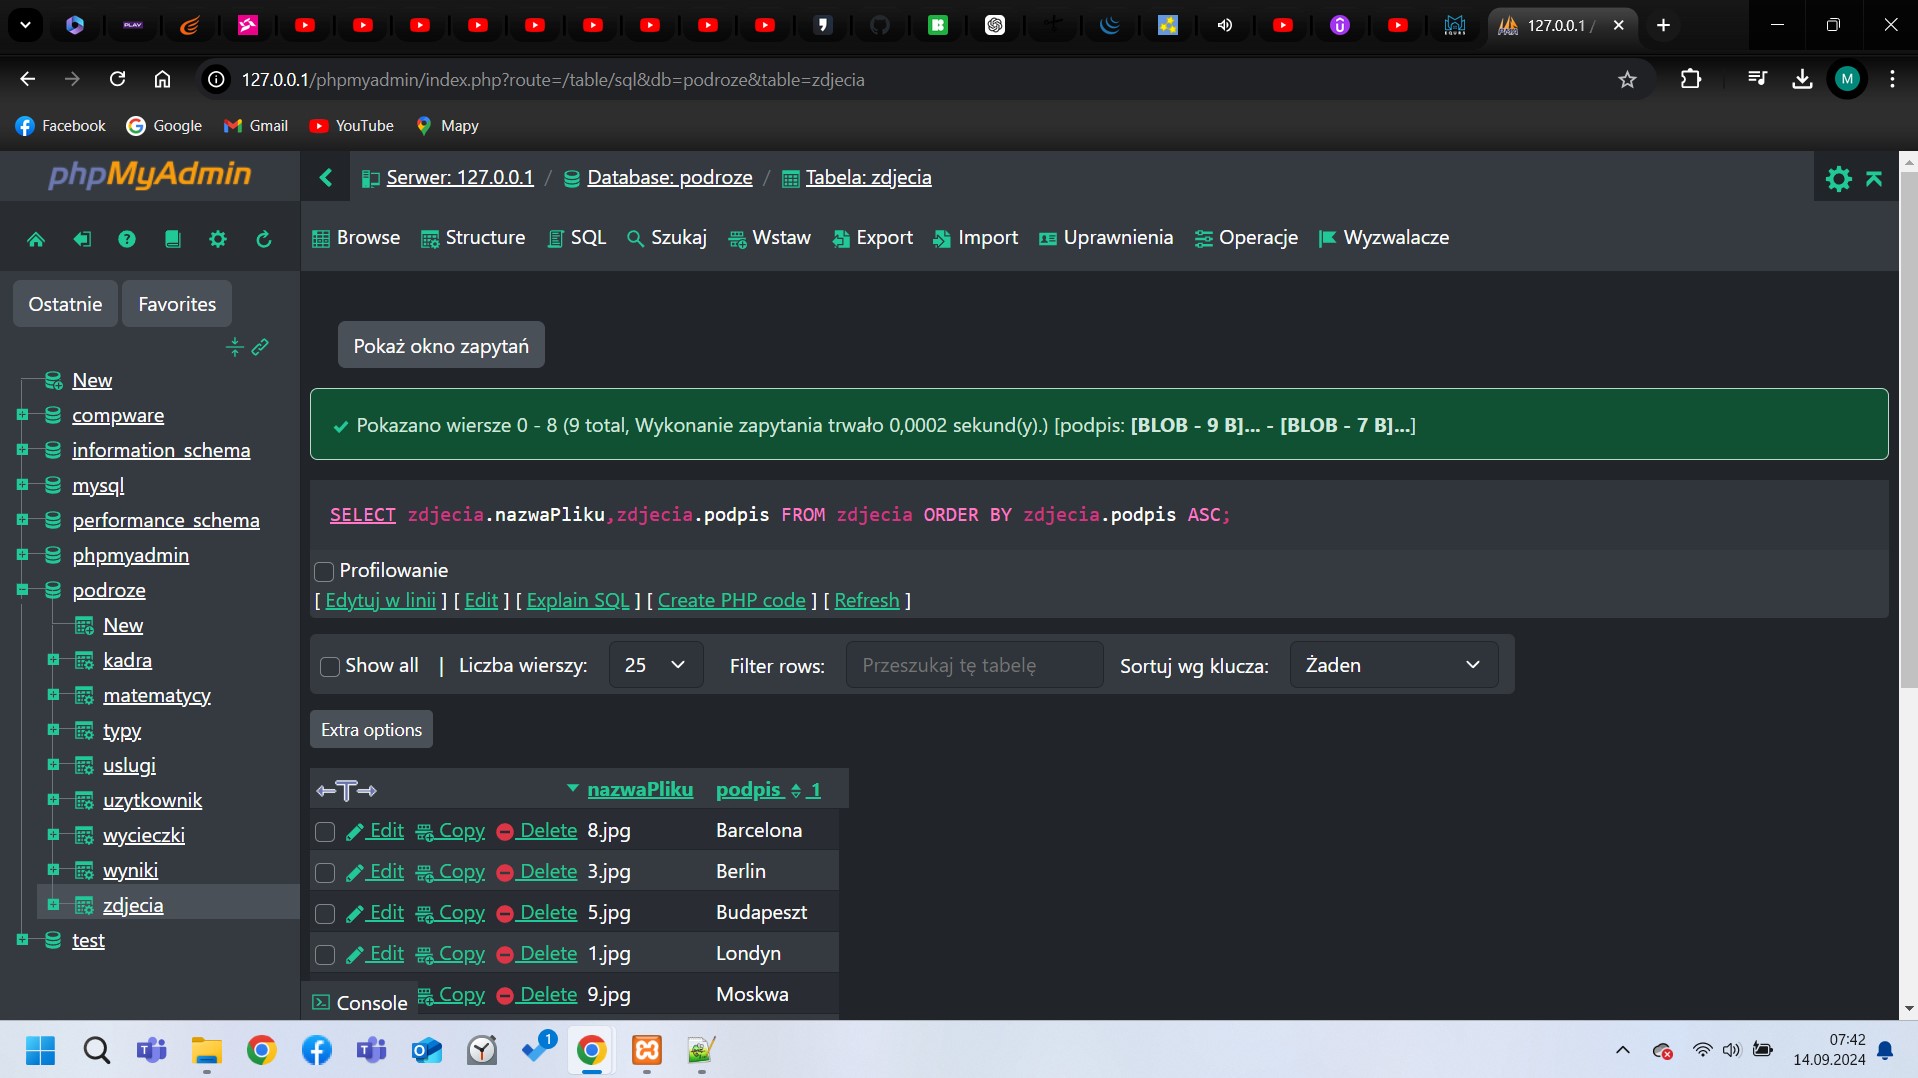 PLAY
127.0.0.1 /
127.0.0.1/phpmyadmin/index.php?route=/table/sql&db=podroze&table=zdjecia
M
Facebook Google Gmail YouTube Mapy
phpMyAdmin
Serwer: 127.0.0.1 / Database: podroze / Tabela: zdjecia
Browse Structure SQL Szukaj Wstaw Export Import Uprawnienia Operacje Wyzwalacze
Ostatnie Favorites
New
compware
information_schema
mysql
performance_schema
phpmyadmin
podroze
New
kadra
matematycy
typy
uslugi
uzytkownik
wycieczki
wyniki
zdjecia
test
Pokaż okno zapytań
Pokazano wiersze 0 - 8 (9 total, Wykonanie zapytania trwało 0,0002 sekund(y).) [podpis: [BLOB - 9 B]... - [BLOB - 7 B]...]
SELECT zdjecia.nazwaPliku,zdjecia.podpis FROM zdjecia ORDER BY zdjecia.podpis ASC;
Profilowanie
[ Edytuj w linii ] [ Edit ] [ Explain SQL ] [ Create PHP code ] [ Refresh ]
Show all | Liczba wierszy: 25 Filter rows: Przeszukaj tę tabelę Sortuj wg klucza: Żaden
Extra options
←T→ nazwaPliku podpis 1
Edit Copy Delete 8.jpg Barcelona
Edit Copy Delete 3.jpg Berlin
Edit Copy Delete 5.jpg Budapeszt
Edit Copy Delete 1.jpg Londyn
Copy Delete 9.jpg Moskwa
Console
1
07:42
14.09.2024